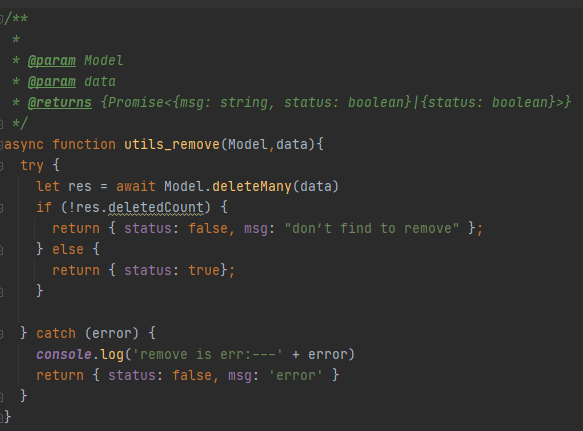 /**
 *
 * @param Model
 * @param data
 * @returns {Promise<{msg: string, status: boolean}|{status: boolean}>}
 */
async function utils_remove(Model,data){
  try {
    let res = await Model.deleteMany(data)
    if (!res.deletedCount) {
      return { status: false, msg: "don't find to remove" };
    } else {
      return { status: true};
    }

  } catch (error) {
    console.log('remove is err:---' + error)
    return { status: false, msg: 'error' }
  }
}